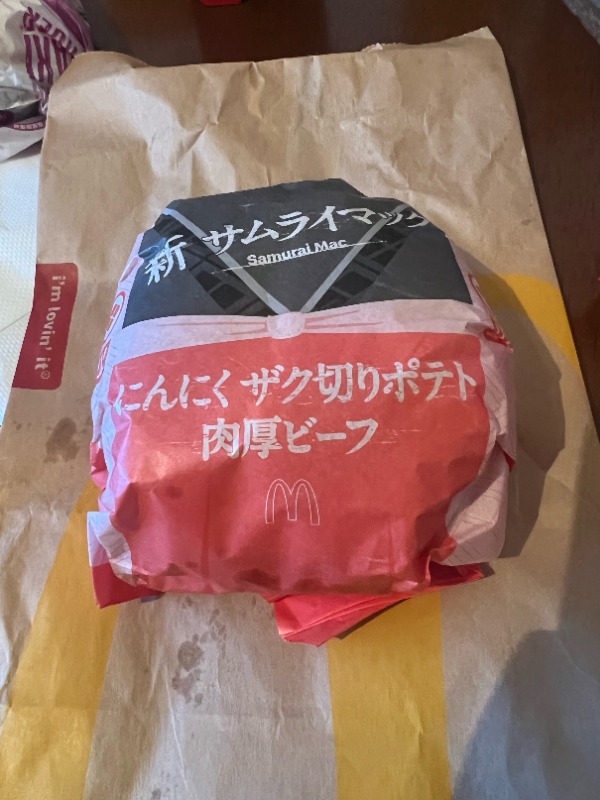 新 サムライマック
Samurai Mac
i'm lovin' it®
にんにく ザク切りポテト
肉厚ビーフ